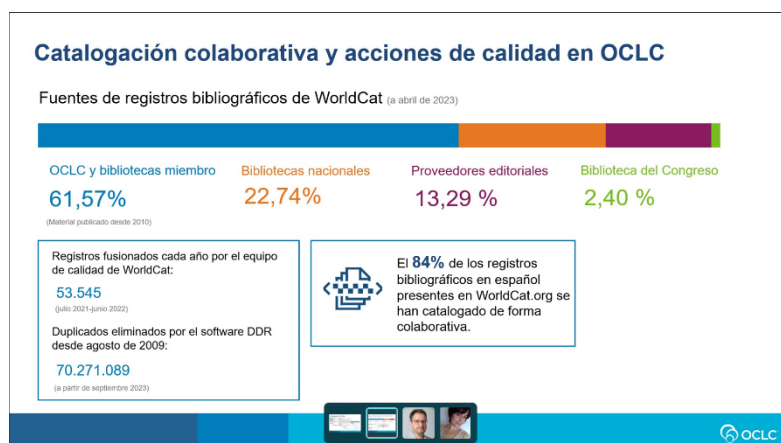 Catalogación colaborativa y acciones de calidad en OCLC
Fuentes de registros bibliográficos de WorldCat (a abril de 2023)
OCLC y bibliotecas miembro
61,57%
(Material publicado desde 2010)
Bibliotecas nacionales
22,74%
Proveedores editoriales
13,29 %
Biblioteca del Congreso
2,40 %
Registros fusionados cada año por el equipo
de calidad de WorldCat:
53.545
(julio 2021-junio 2022)
Duplicados eliminados por el software DDR
desde agosto de 2009:
70.271.089
(a partir de septiembre 2023)
El 84% de los registros
bibliográficos en español
presentes en WorldCat.org se
han catalogado de forma
colaborativa.
OCLC